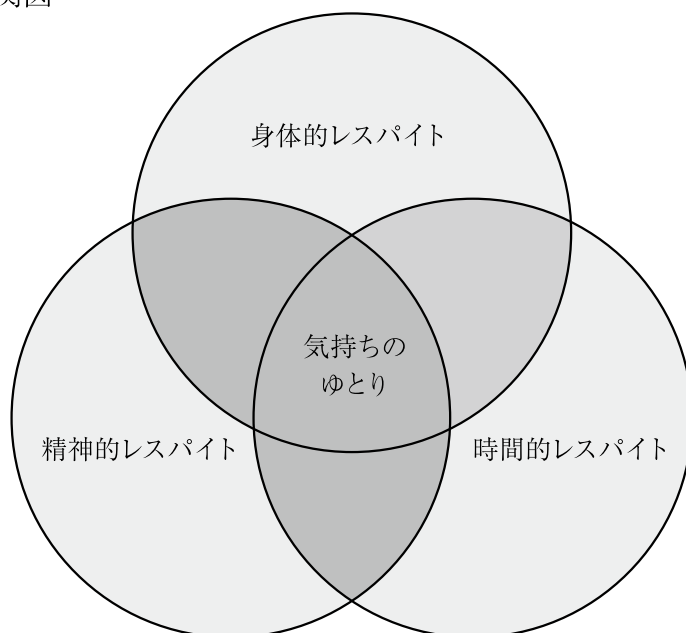 身体的レスパイト
気持ちの
ゆとり
精神的レスパイト
時間的レスパイト